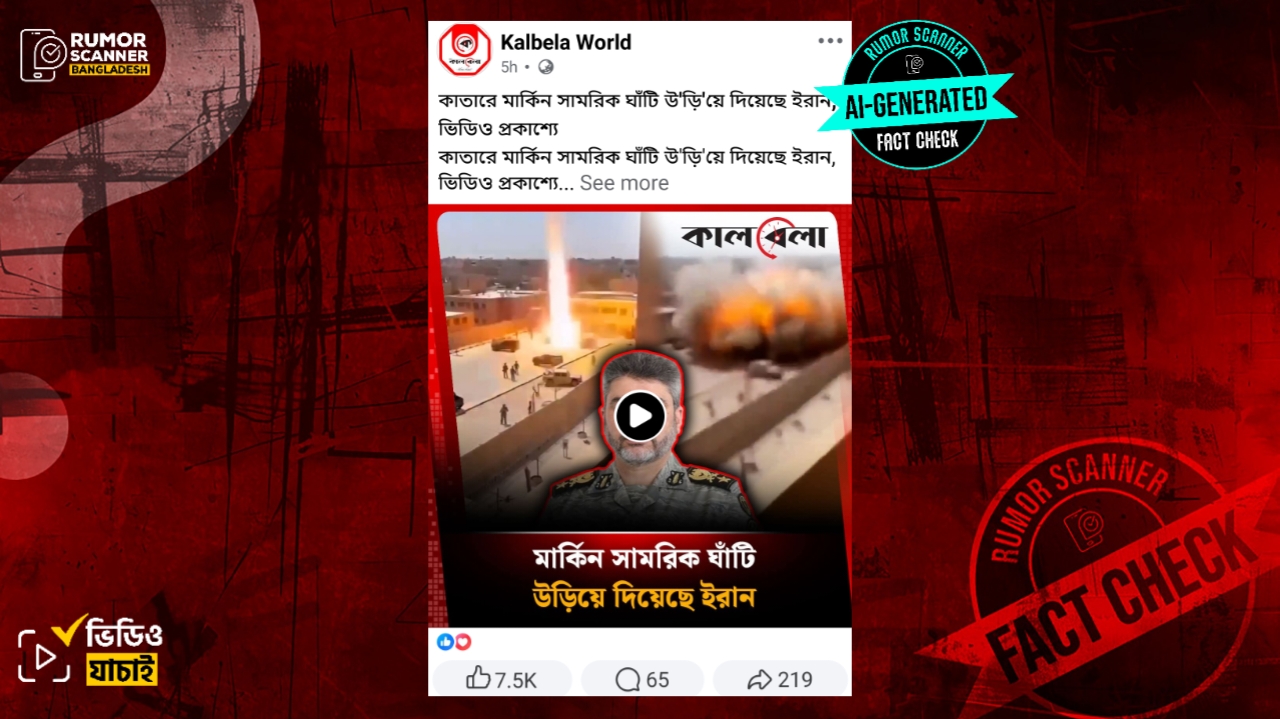 RUMOR
SCANNER
BANGLADESH
Kalbela World
5h
কাতারে মার্কিন সামরিক ঘাঁটি উ'ড়ি'য়ে দিয়েছে ইরান,
ভিডিও প্রকাশ্যে
কাতারে মার্কিন সামরিক ঘাঁটি উ'ড়ি'য়ে দিয়েছে ইরান,
ভিডিও প্রকাশ্যে... See more
RUMOR SCANNER
AI-GENERATED
FACT CHECK
কালবেলা
কালবেলা
মার্কিন সামরিক ঘাঁটি
উড়িয়ে দিয়েছে ইরান
7.5K
65
219
ভিডিও
যাচাই
RUMOR SCANNER
FACT CHECK